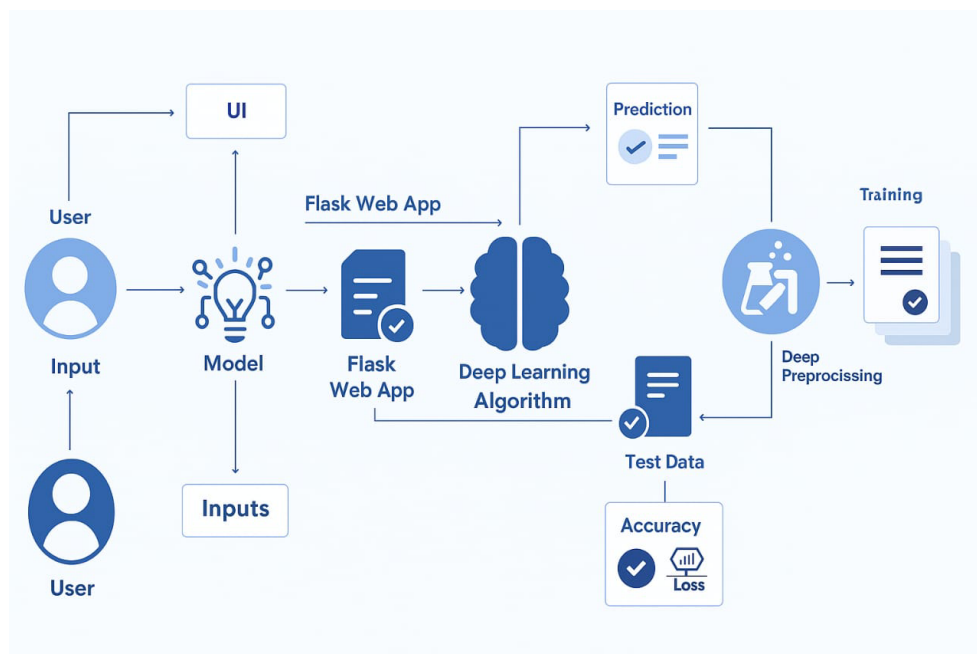 UI
Prediction
Training
User
Flask Web App
Input
Model
Flask
Web App
Deep Learning
Algorithm
Deep
Preprocissing
Test Data
Inputs
User
Accuracy
Loss